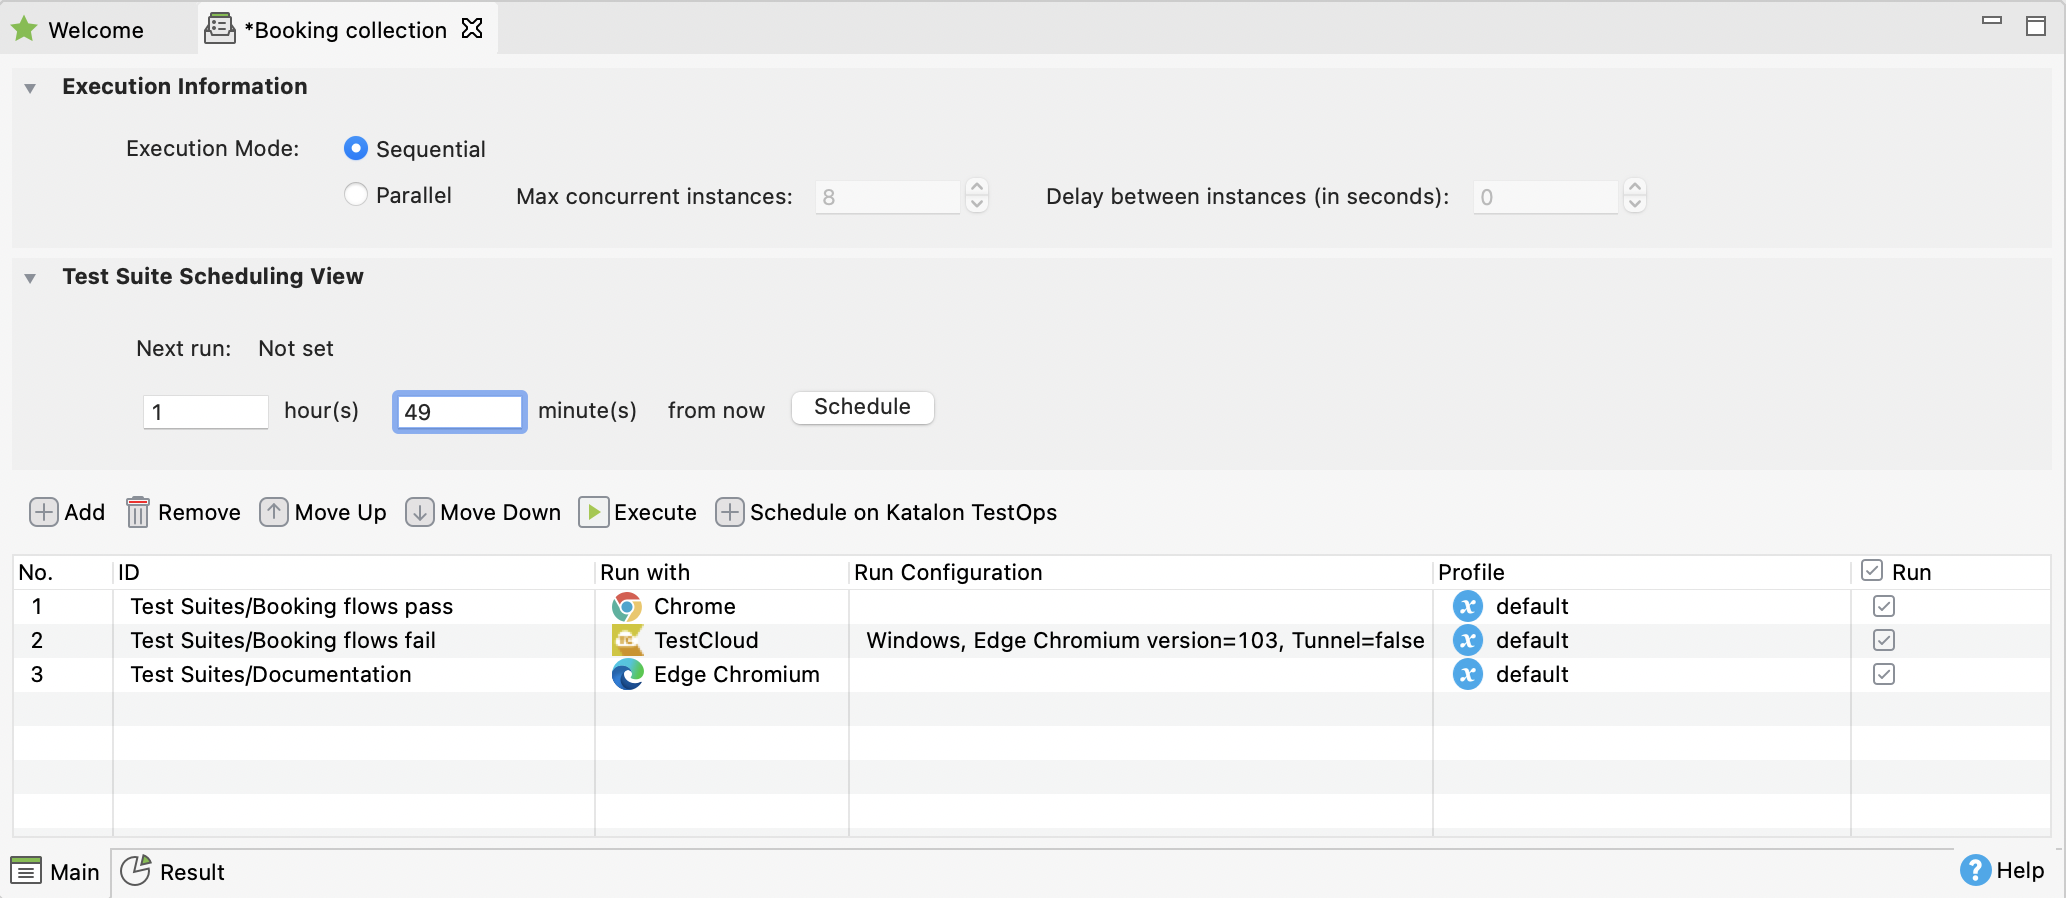 Welcome *Booking collection
Execution Information
Execution Mode: Sequential
Parallel Max concurrent instances: 8 Delay between instances (in seconds): 0
Test Suite Scheduling View
Next run: Not set
1 hour(s) 49 minute(s) from now Schedule
Add Remove Move Up Move Down Execute Schedule on Katalon TestOps
No. ID Run with Run Configuration Profile Run
1 Test Suites/Booking flows pass Chrome x default
2 Test Suites/Booking flows fail TC TestCloud Windows, Edge Chromium version=103, Tunnel=false x default
3 Test Suites/Documentation Edge Chromium x default
Main Result ? Help